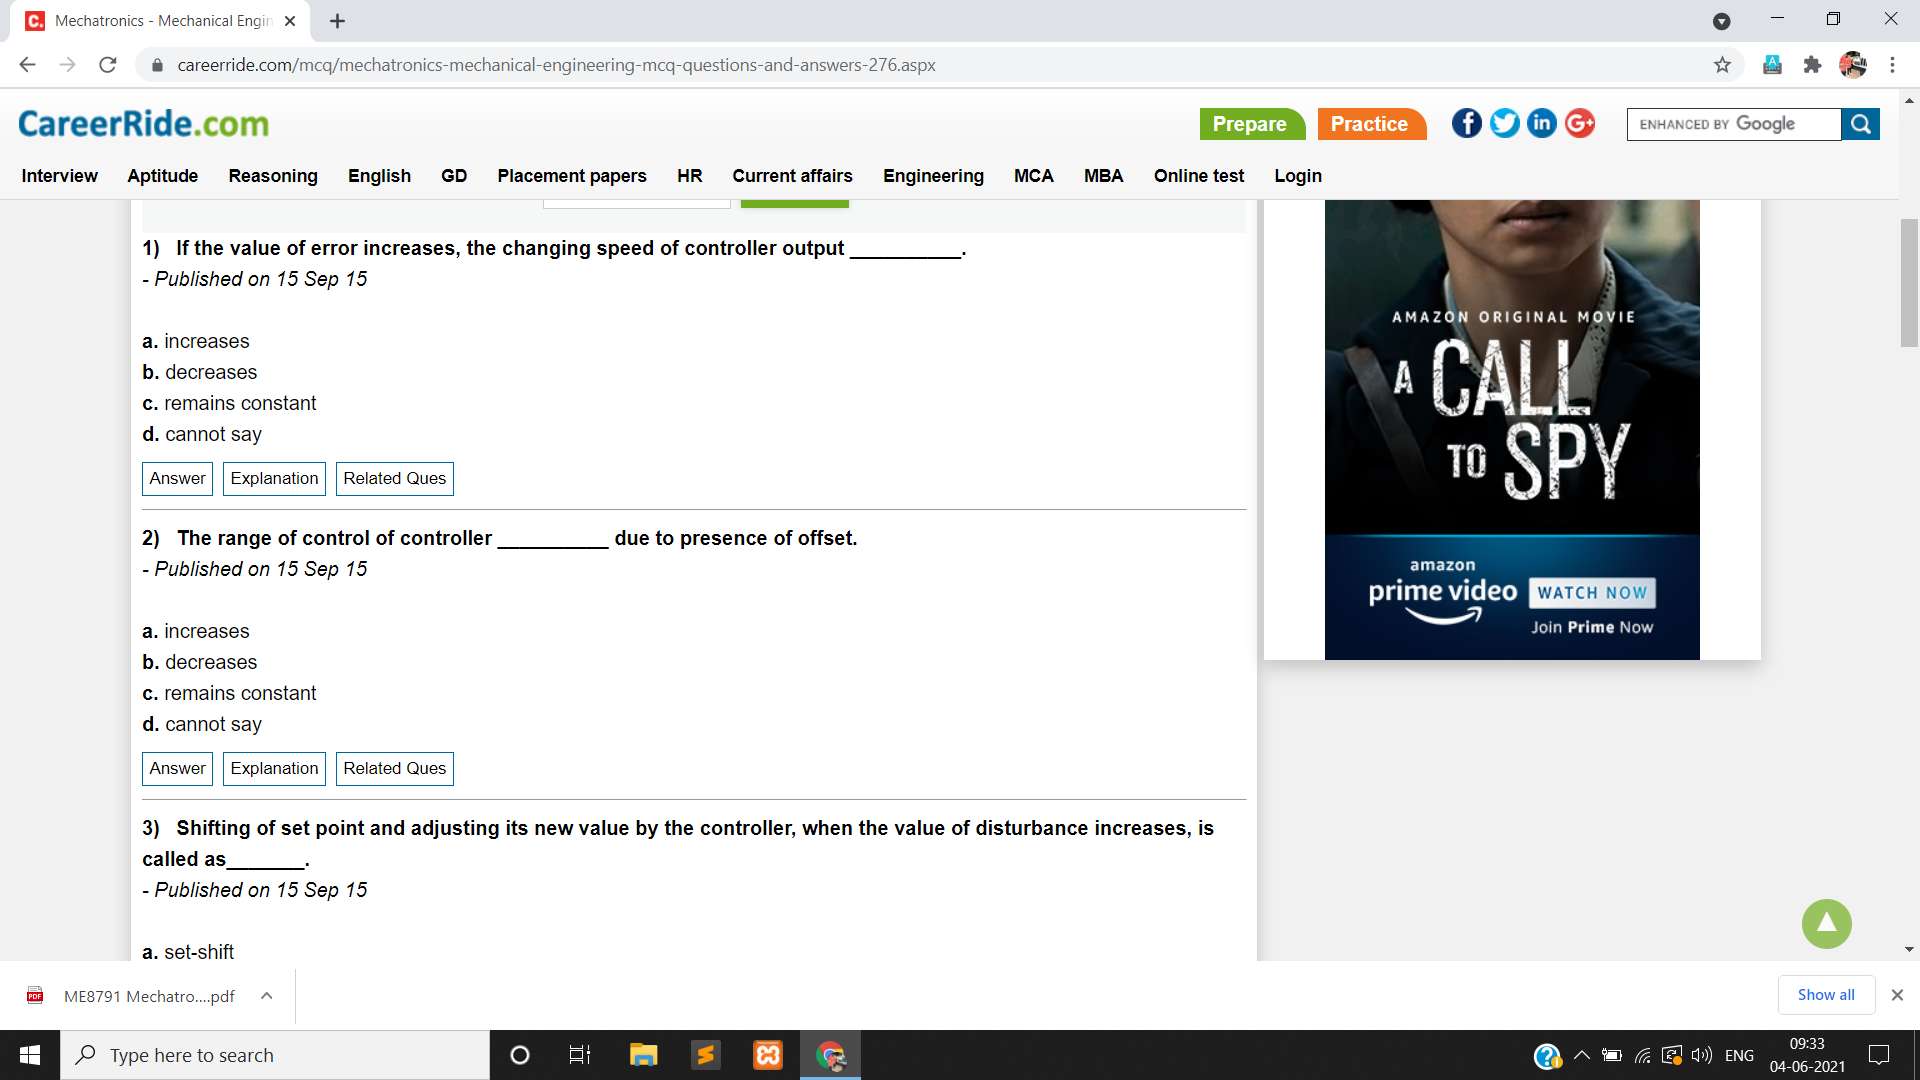 Mechatronics - Mechanical Engin
careerride.com/mcq/mechatronics-mechanical-engineering-mcq-questions-and-answers-276.aspx
CareerRide.com
Prepare
Practice
ENHANCED BY Google
Interview Aptitude Reasoning English GD Placement papers HR Current affairs Engineering MCA MBA Online test Login
1) If the value of error increases, the changing speed of controller output __________.
- Published on 15 Sep 15
a. increases
b. decreases
c. remains constant
d. cannot say
Answer Explanation Related Ques
2) The range of control of controller __________ due to presence of offset.
- Published on 15 Sep 15
a. increases
b. decreases
c. remains constant
d. cannot say
Answer Explanation Related Ques
3) Shifting of set point and adjusting its new value by the controller, when the value of disturbance increases, is
called as_______.
- Published on 15 Sep 15
a. set-shift
AMAZON ORIGINAL MOVIE
A CALL
TO SPY
amazon
prime video
WATCH NOW
Join Prime Now
ME8791 Mechatro....pdf
Show all
Type here to search
ENG
09:33
04-06-2021